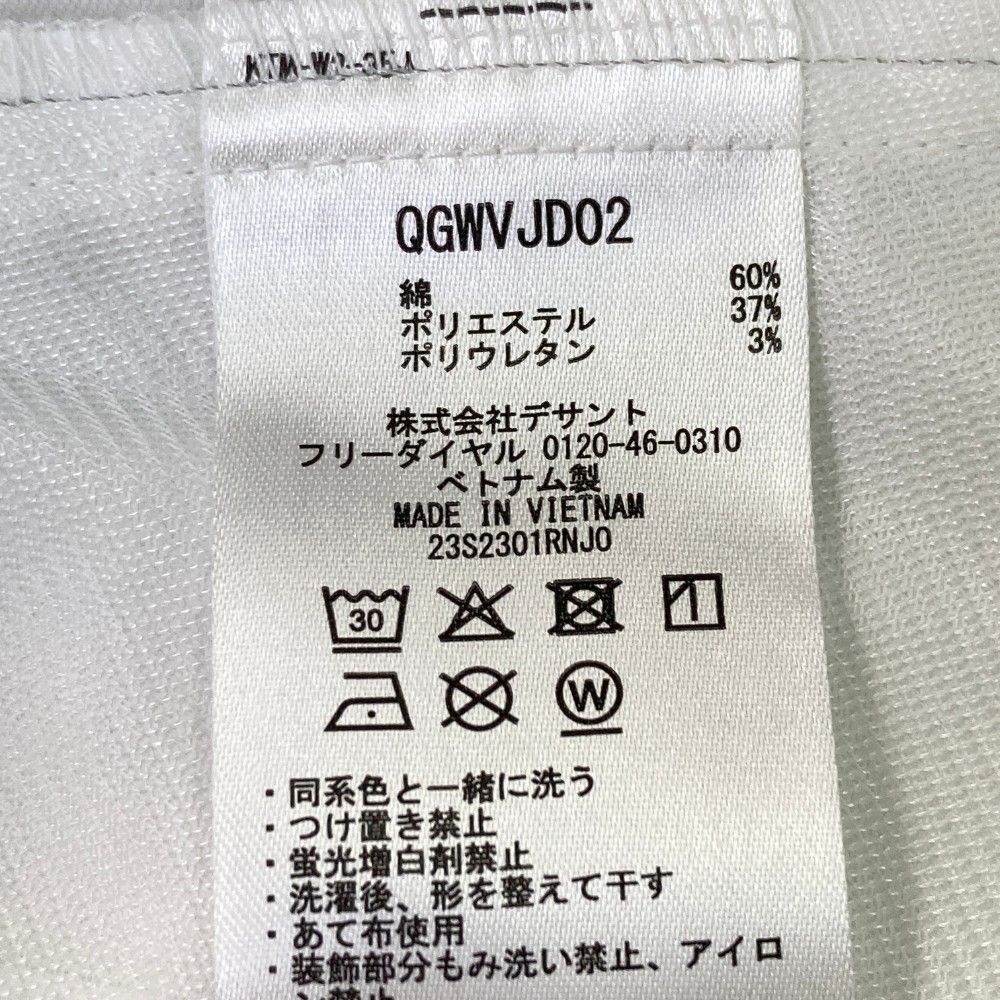 QGWVJD02
綿 60%
ポリエステル 37%
ポリウレタン 3%
株式会社デサント
フリーダイヤル 0120-46-0310
ベトナム製
MADE IN VIETNAM
23S2301RNJO
30
W
・同系色と一緒に洗う
・つけ置き禁止
・蛍光増白剤禁止
・洗濯後、形を整えて干す
・あて布使用
・装飾部分もみ洗い禁止、アイロ
ン禁止